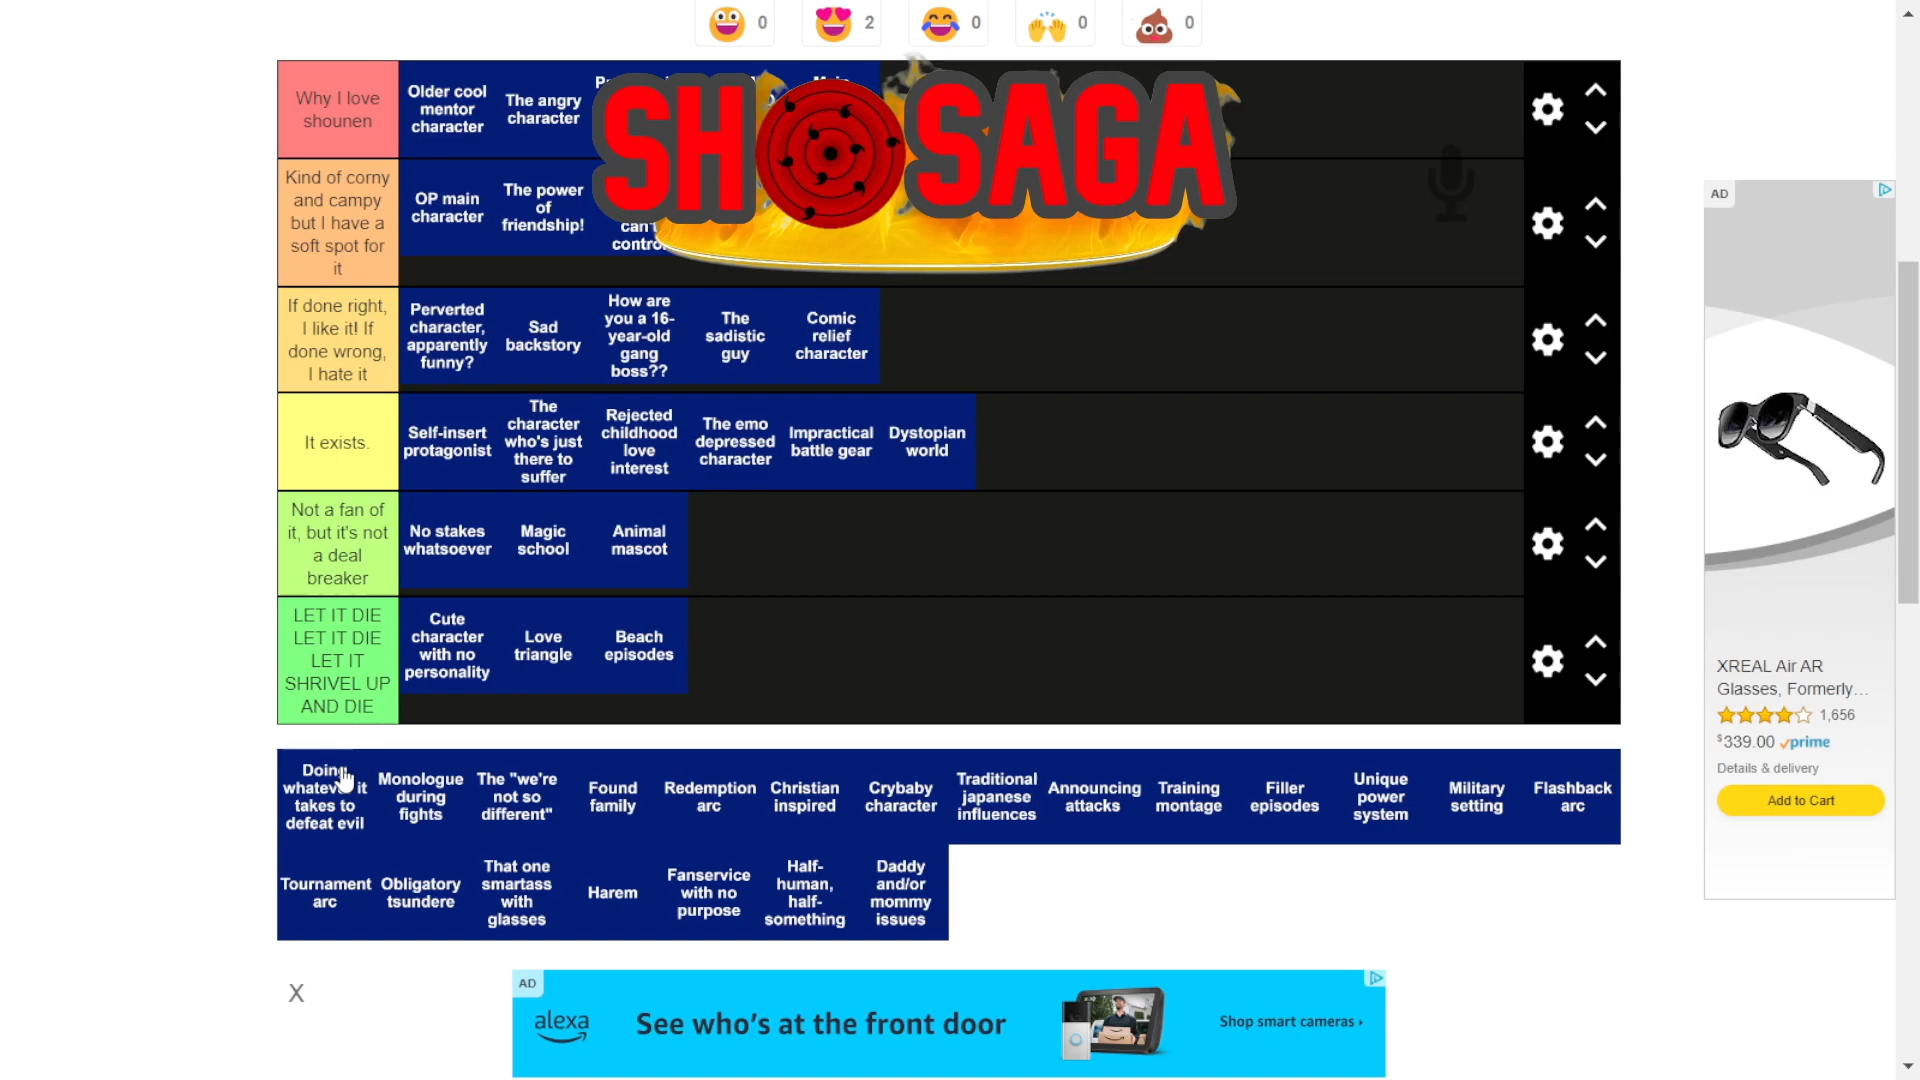 0
2
0
0
0
Why I love
shounen
Older cool
mentor
character
The angry
character
SH SAGA
Kind of corny
and campy
but I have a
soft spot for
it
OP main
character
The power
of
friendship!
can't
If done right,
I like it! If
done wrong,
I hate it
Perverted
character,
apparently
funny?
Sad
backstory
How are
you a 16-
year-old
gang
boss??
The
sadistic
guy
Comic
relief
character
It exists.
Self-insert
protagonist
The
character
who's just
there to
suffer
Rejected
childhood
love
interest
The emo
depressed
character
Impractical
battle gear
Dystopian
world
Not a fan of
it, but it's not
a deal
breaker
No stakes
whatsoever
Magic
school
Animal
mascot
LET IT DIE
LET IT DIE
LET IT
SHRIVEL UP
AND DIE
Cute
character
with no
personality
Love
triangle
Beach
episodes
Doing
whatever it
takes to
defeat evil
Monologue
during
fights
The "we're
not so
different"
Found
family
Redemption
arc
Christian
inspired
Crybaby
character
Traditional
japanese
influences
Announcing
attacks
Training
montage
Filler
episodes
Unique
power
system
Military
setting
Flashback
arc
Tournament
arc
Obligatory
tsundere
That one
smartass
with
glasses
Harem
Fanservice
with no
purpose
Half-
human,
half-
something
Daddy
and/or
mommy
issues
X
AD
alexa
See who's at the front door
Shop smart cameras ›
AD
XREAL Air AR
Glasses, Formerly...
1,656
$339.00 prime
Details & delivery
Add to Cart